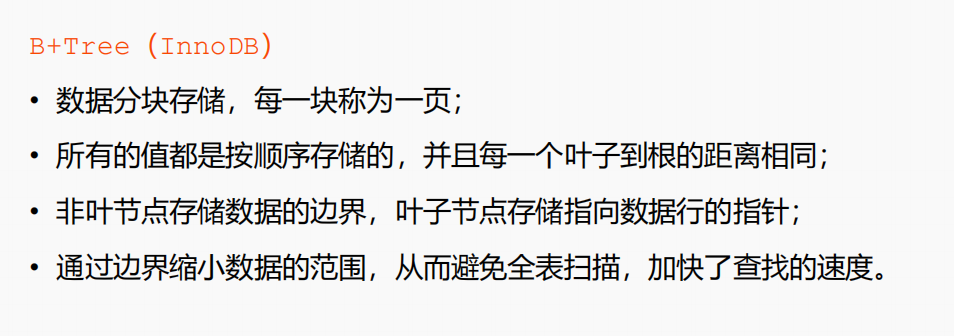 B+Tree（InnoDB）
• 数据分块存储，每一块称为一页；
• 所有的值都是按顺序存储的，并且每一个叶子到根的距离相同；
• 非叶节点存储数据的边界，叶子节点存储指向数据行的指针；
• 通过边界缩小数据的范围，从而避免全表扫描，加快了查找的速度。